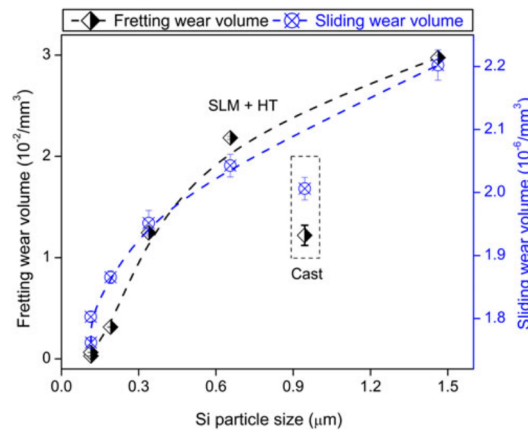 Fretting wear volume Sliding wear volume
3
2
1
0
Fretting wear volume (10-2/mm3)
SLM + HT
Cast
2.2
2.1
2.0
1.9
1.8
Sliding wear volume (10-6/mm3)
0.0 0.3 0.6 0.9 1.2 1.5
Si particle size (μm)